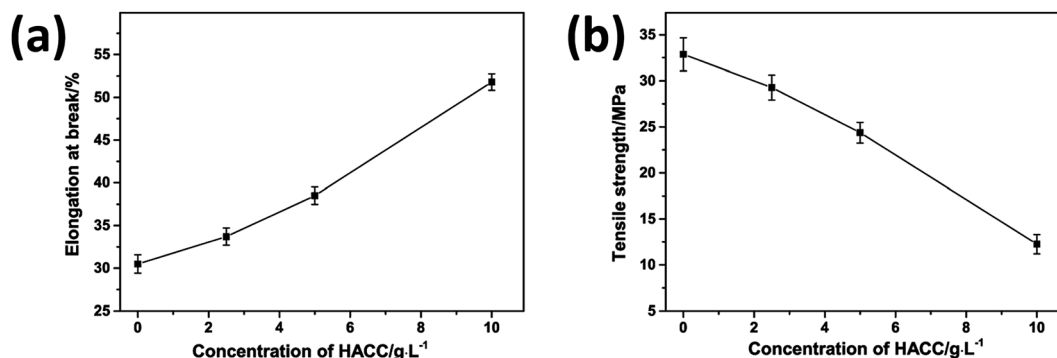 (a)
Elongation at break/%
55
50
45
40
35
30
25
0 2 4 6 8 10
Concentration of HACC/g·L⁻¹
(b)
Tensile strength/MPa
35
30
25
20
15
10
5
0 2 4 6 8 10
Concentration of HACC/g·L⁻¹